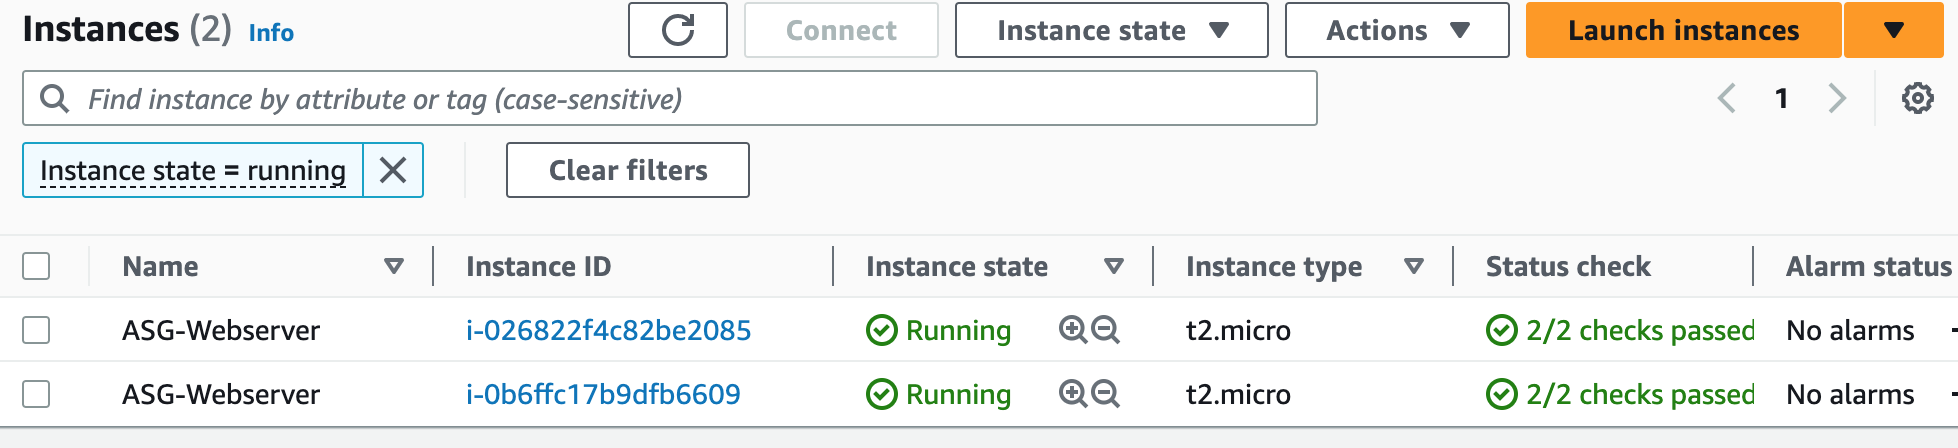 Instances (2) Info Connect Instance state Actions Launch instances
Find instance by attribute or tag (case-sensitive) 1
Instance state = running Clear filters
Name Instance ID Instance state Instance type Status check Alarm status
ASG-Webserver i-026822f4c82be2085 Running t2.micro 2/2 checks passed No alarms
ASG-Webserver i-0b6ffc17b9dfb6609 Running t2.micro 2/2 checks passed No alarms